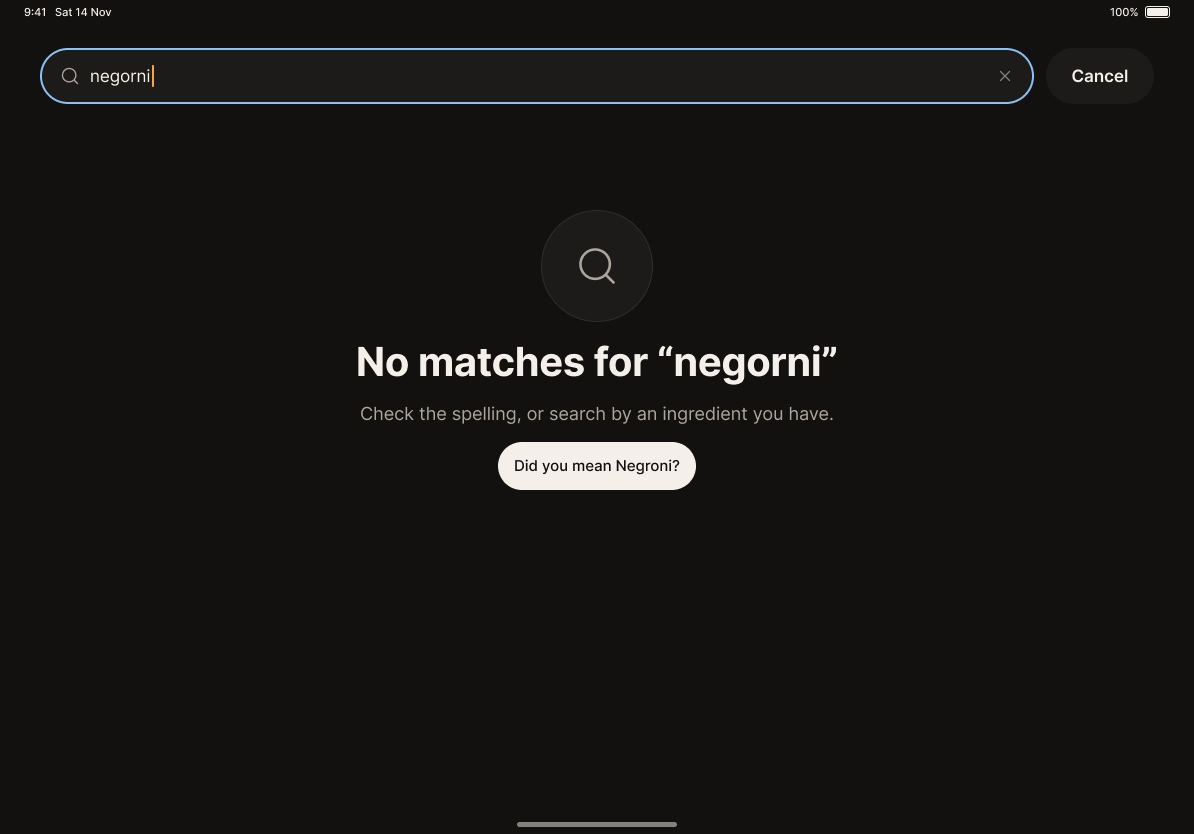 9:41 Sat 14 Nov
100%
negorni
Cancel
No matches for “negorni”
Check the spelling, or search by an ingredient you have.
Did you mean Negroni?